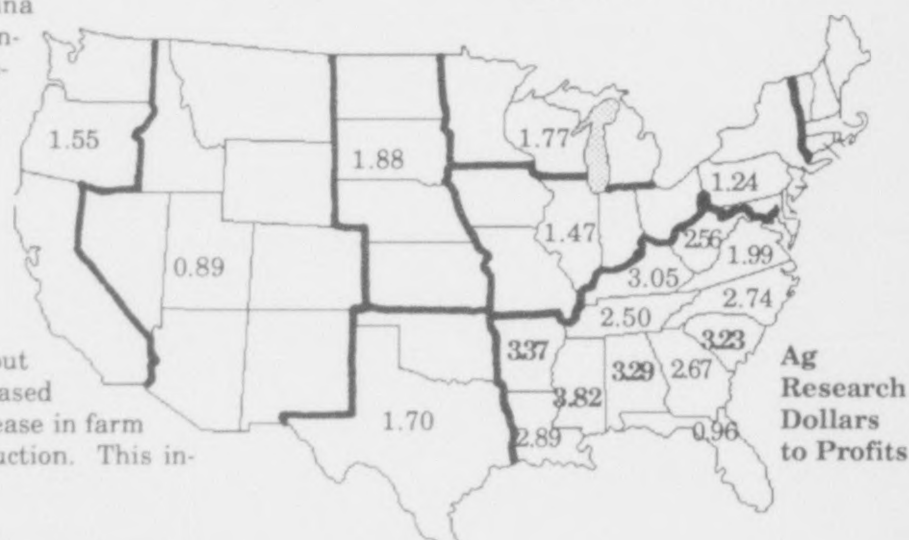 na
n-
-
1.55
1.88
1.77
1.24
0.89
1.47
2.56
1.99
3.05
2.74
2.50
3.23
3.37
3.29
2.67
3.82
1.70
2.89
0.96
Ag
Research
Dollars
to Profits
out
ased
ease in farm
uction. This in-